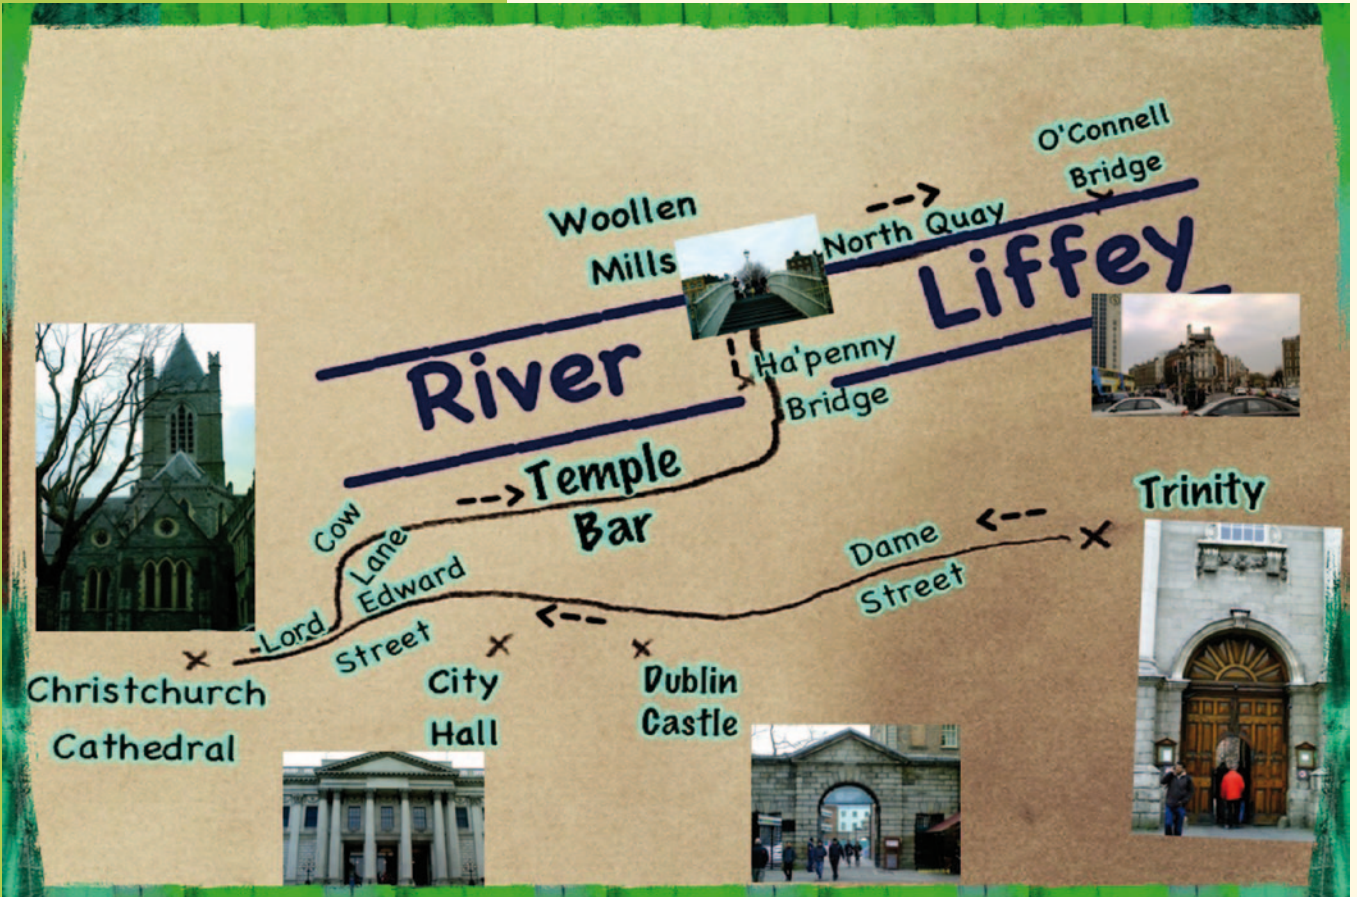 O'Connell
Bridge
Woollen
Mills
North Quay
River Liffey
Ha'penny
Bridge
Temple
Bar
Cow
Lane
Trinity
Dame
Street
Lord Edward
Street
Christchurch
Cathedral
City
Hall
Dublin
Castle